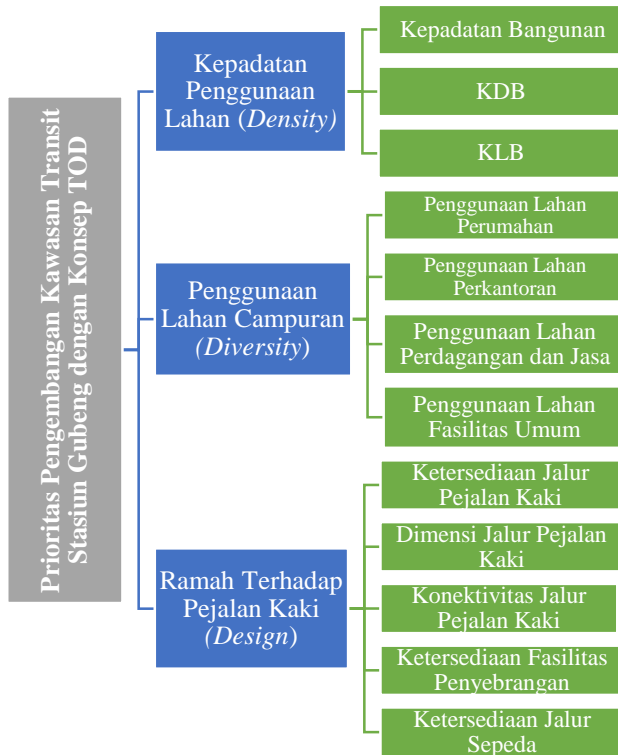 Prioritas Pengembangan Kawasan Transit
Stasiun Gubeng dengan Konsep TOD
Kepadatan
Penggunaan
Lahan (Density)
Kepadatan Bangunan
KDB
KLB
Penggunaan
Lahan Campuran
(Diversity)
Penggunaan Lahan
Perumahan
Penggunaan Lahan
Perkantoran
Penggunaan Lahan
Perdagangan dan Jasa
Penggunaan Lahan
Fasilitas Umum
Ramah Terhadap
Pejalan Kaki
(Design)
Ketersediaan Jalur
Pejalan Kaki
Dimensi Jalur Pejalan
Kaki
Konektivitas Jalur
Pejalan Kaki
Ketersediaan Fasilitas
Penyebrangan
Ketersediaan Jalur
Sepeda